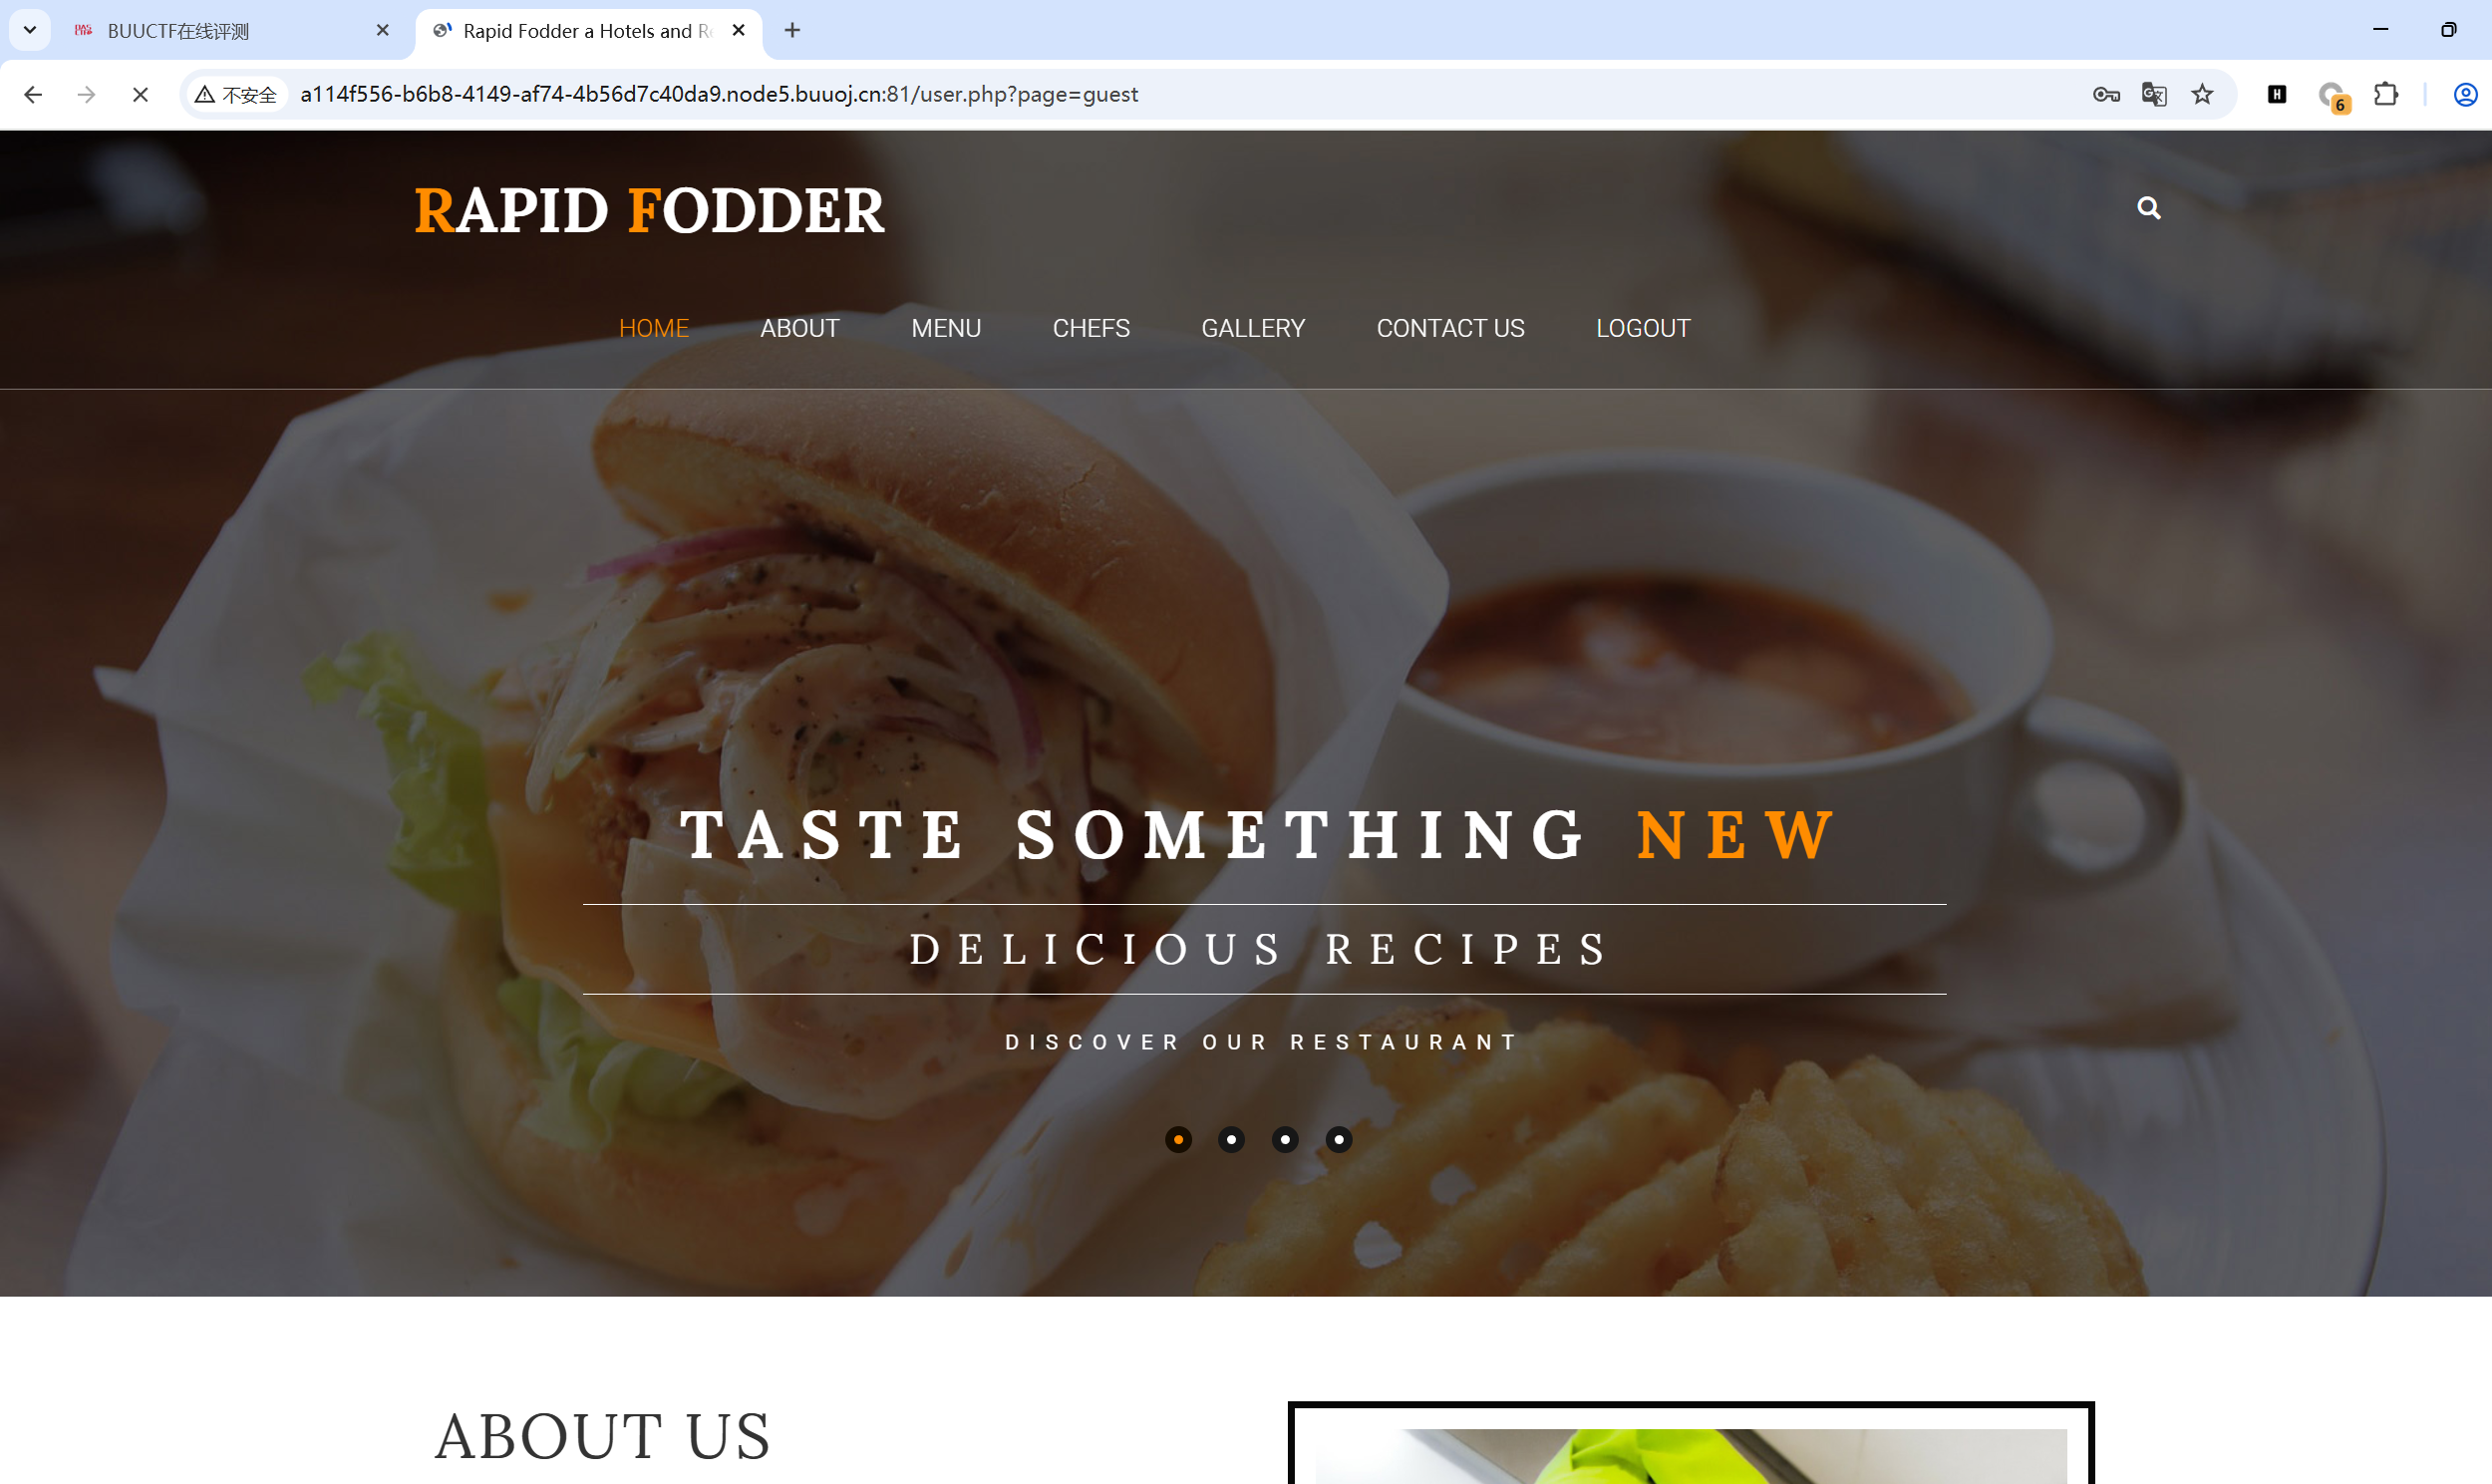 BUUCTF在线评测
Rapid Fodder a Hotels and Re
不安全
a114f556-b6b8-4149-af74-4b56d7c40da9.node5.buuoj.cn:81/user.php?page=guest
6
RAPID FODDER
HOME ABOUT MENU CHEFS GALLERY CONTACT US LOGOUT
TASTE SOMETHING NEW
DELICIOUS RECIPES
DISCOVER OUR RESTAURANT
ABOUT US